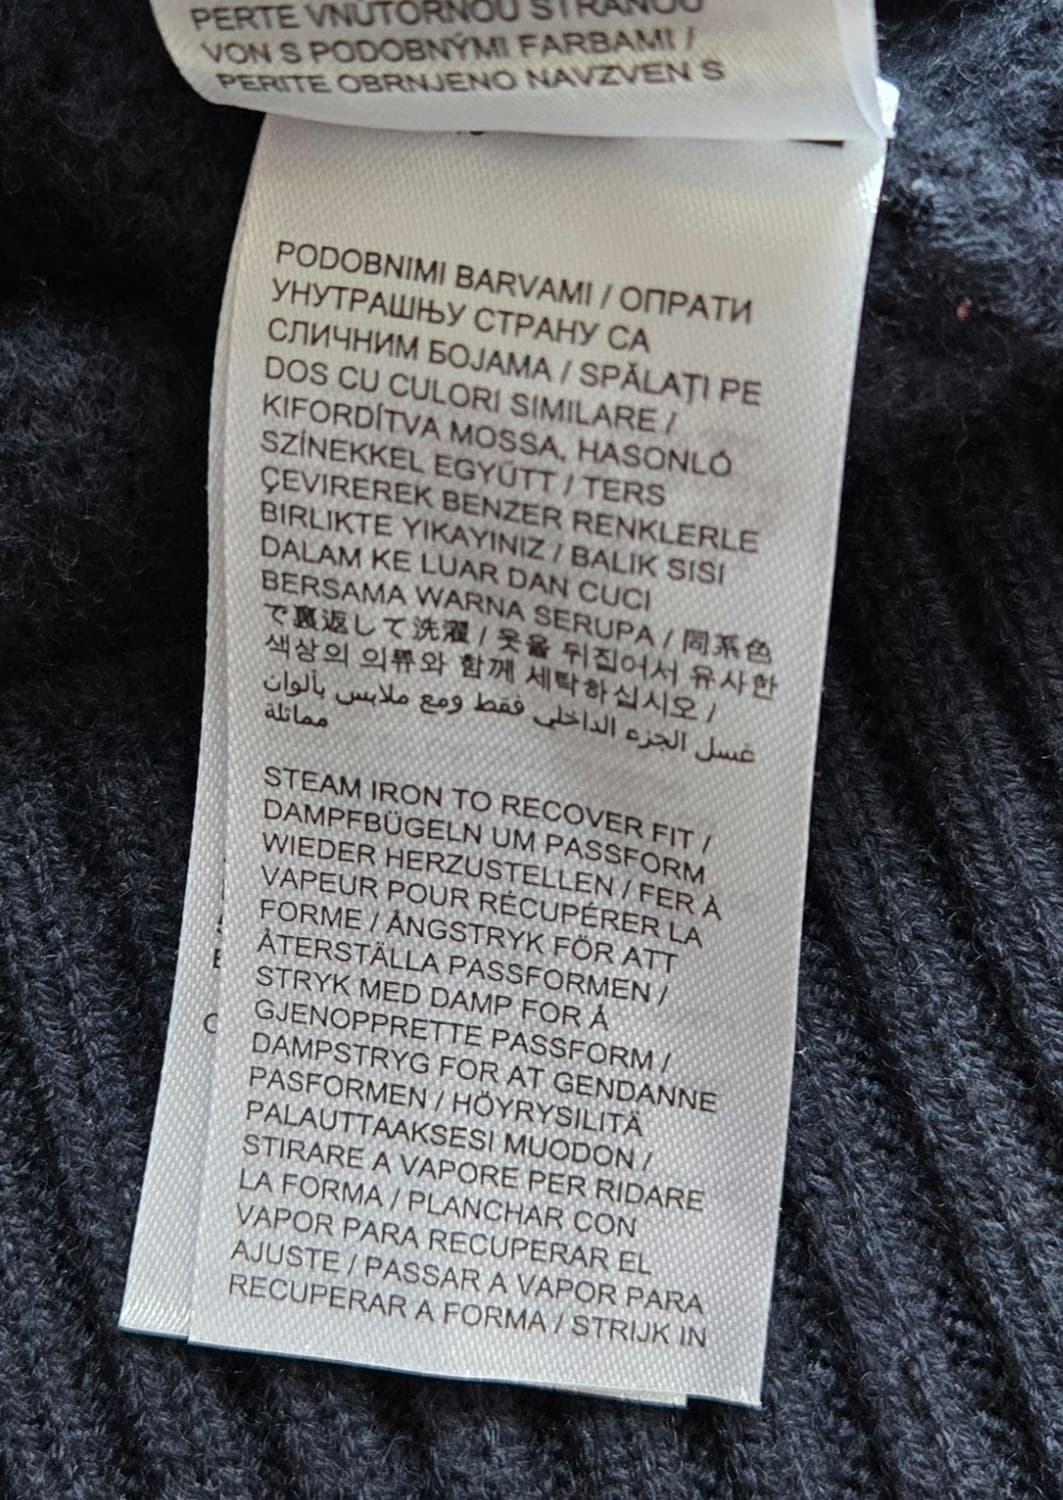 PERTE VNÚTORNOU STRANOU
VON S PODOBNÝMI FARBAMI /
PERITE OBRNJENO NAVZVEN S
PODOBNIMI BARVAMI / ОПРАТИ
УНУТРАШЊУ СТРАНУ СА
СЛИЧНИМ БОЈАМА / SPĂLAȚI PE
DOS CU CULORI SIMILARE /
KIFORDÍTVA MOSSA, HASONLÓ
SZÍNEKKEL EGYÜTT / TERS
ÇEVIREREK BENZER RENKLERLE
BIRLIKTE YIKAYINIZ / BALIK SISI
DALAM KE LUAR DAN CUCI
BERSAMA WARNA SERUPA / 同系色
で裏返して洗濯 / 옷을 뒤집어서 유사한
색상의 의류와 함께 세탁하십시오 /
غسل الجزء الداخلي فقط ومع ملابس بألوان
مماثلة
STEAM IRON TO RECOVER FIT /
DAMPFBÜGELN UM PASSFORM
WIEDER HERZUSTELLEN / FER À
VAPEUR POUR RÉCUPÉRER LA
FORME / ÅNGSTRYK FÖR ATT
ÅTERSTÄLLA PASSFORMEN /
STRYK MED DAMP FOR Å
GJENOPPRETTE PASSFORM /
DAMPSTRYG FOR AT GENDANNE
PASFORMEN / HÖYRYSILITÄ
PALAUTTAAKSESI MUODON /
STIRARE A VAPORE PER RIDARE
LA FORMA / PLANCHAR CON
VAPOR PARA RECUPERAR EL
AJUSTE / PASSAR A VAPOR PARA
RECUPERAR A FORMA / STRIJK IN